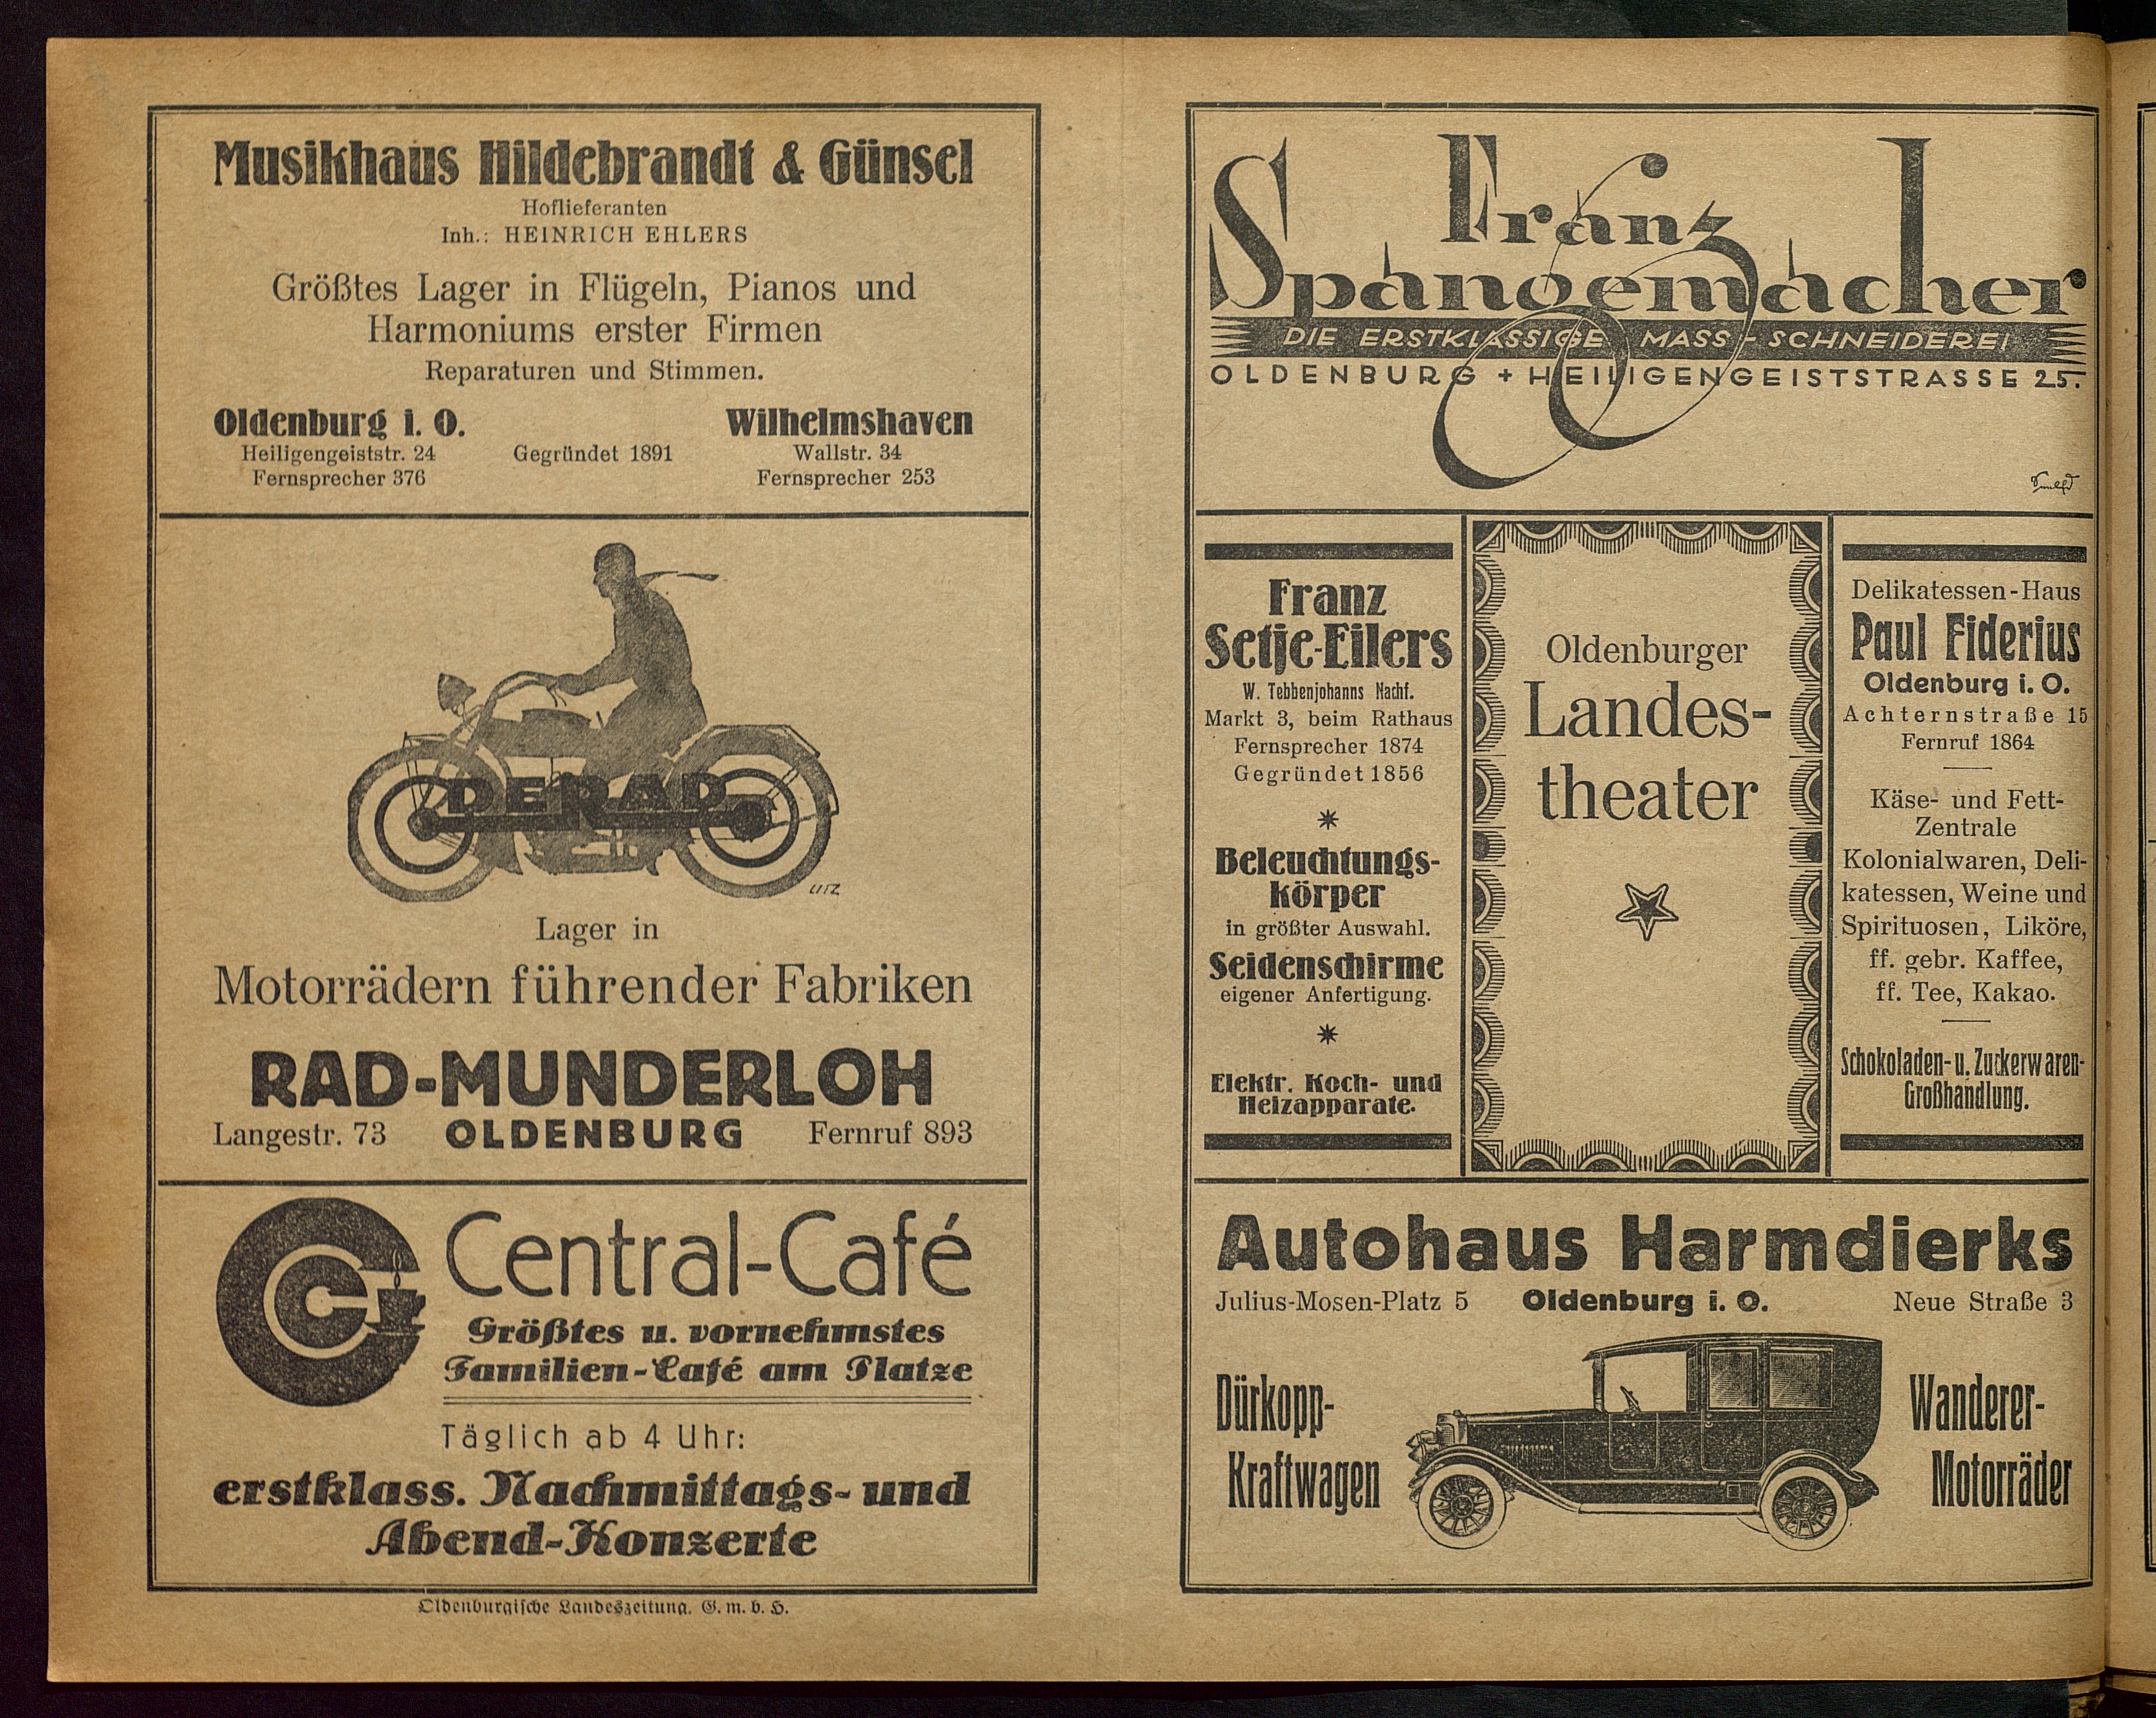 Musikhaus Hildebrandt & Günsel
Hoflieferanten
Inh.: HEINRICH EHLERS
Größtes Lager in Flügeln, Pianos und
Harmoniums erster Firmen
Reparaturen und Stimmen.
Oldenburg i. O.
Heiligengeiststr. 24
Fernsprecher 376
Gegründet 1891
Wilhelmshaven
Wallstr. 34
Fernsprecher 253
DERAD
Lager in
Motorrädern führender Fabriken
RAD-MUNDERLOH
Langestr. 73 OLDENBURG Fernruf 893
Central-Café
Größtes u. vornehmstes
Familien-Café am Platze
Täglich ab 4 Uhr:
erstklass. Nachmittags- und
Abend-Konzerte
Oldenburgische Landeszeitung. G. m. b. H.
Franz
Spangemacher
DIE ERSTKLASSIGE MASS-SCHNEIDEREI
OLDENBURG + HEILIGENGEISTSTRASSE 25.
Franz
Setje-Eilers
W. Tebbenjohanns Nachf.
Markt 3, beim Rathaus
Fernsprecher 1874
Gegründet 1856
Beleuchtungs-
körper
in größter Auswahl.
Seidenschirme
eigener Anfertigung.
Elektr. Koch- und
Heizapparate.
Oldenburger
Landes-
theater
Delikatessen-Haus
Paul Fiderius
Oldenburg i. O.
Achternstraße 15
Fernruf 1864
Käse- und Fett-
Zentrale
Kolonialwaren, Deli-
katessen, Weine und
Spirituosen, Liköre,
ff. gebr. Kaffee,
ff. Tee, Kakao.
Schokoladen- u. Zuckerwaren-
Großhandlung.
Autohaus Harmdierks
Julius-Mosen-Platz 5 Oldenburg i. O. Neue Straße 3
Dürkopp-
Kraftwagen
Wanderer-
Motorräder